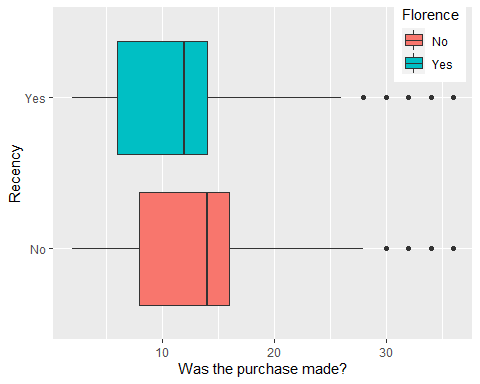 Florence
No
Yes
Yes
No
Recency
10
20
30
Was the purchase made?